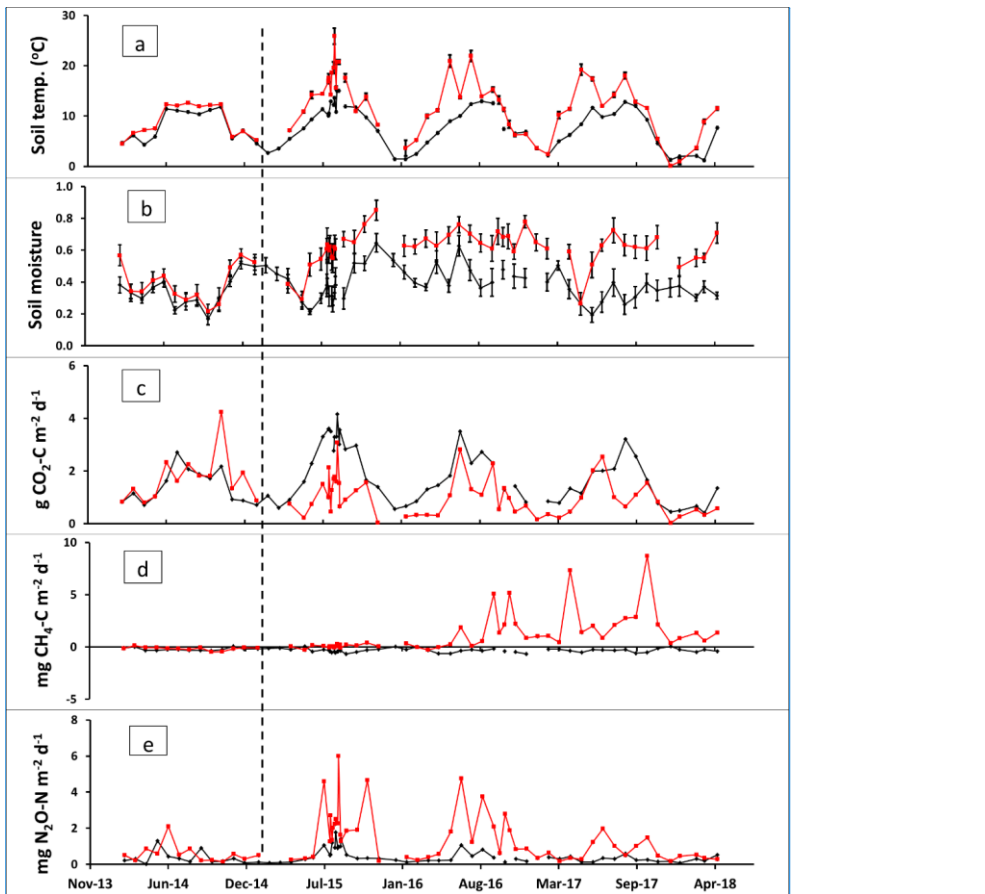 Soil temp. (°C)
30
20
10
0
a
Soil moisture
1.0
0.8
0.6
0.4
0.2
0.0
b
g CO₂-C m⁻² d⁻¹
6
4
2
0
c
mg CH₄-C m⁻² d⁻¹
10
5
0
-5
d
mg N₂O-N m⁻² d⁻¹
8
6
4
2
0
e
Nov-13 Jun-14 Dec-14 Jul-15 Jan-16 Aug-16 Mar-17 Sep-17 Apr-18